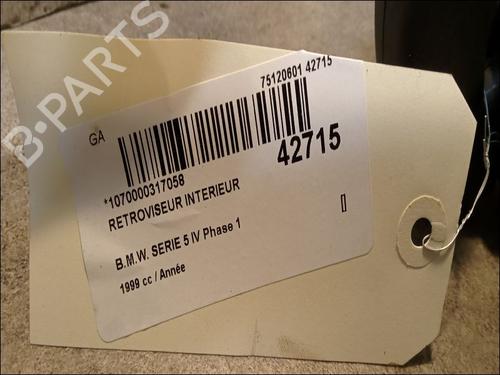 B-PARTS
75120601 42715
GA
42715
*1070000317058
RETROVISEUR INTERIEUR
B.M.W. SERIE 5 IV Phase 1
1999 cc / Année